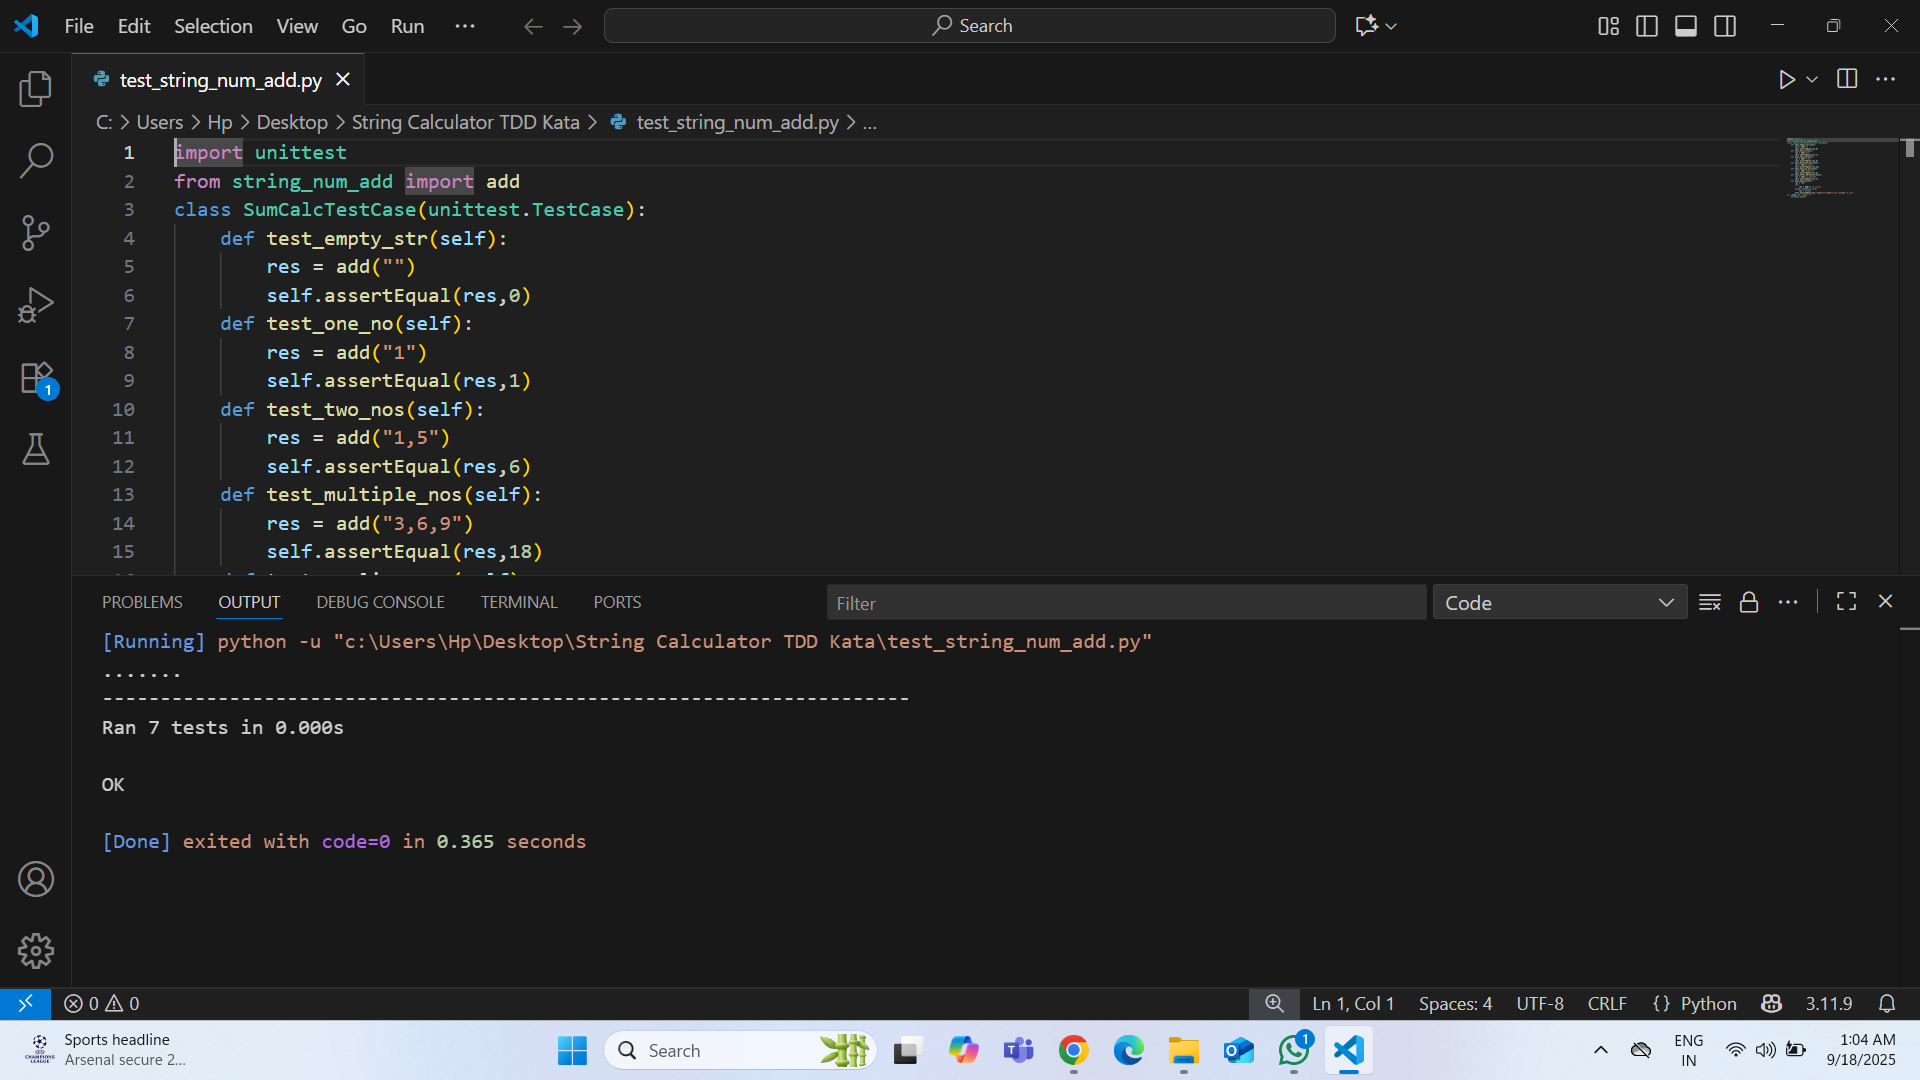 File Edit Selection View Go Run ··· Search
test_string_num_add.py
C: > Users > Hp > Desktop > String Calculator TDD Kata > test_string_num_add.py > ...
1 import unittest
2 from string_num_add import add
3 class SumCalcTestCase(unittest.TestCase):
4     def test_empty_str(self):
5         res = add("")
6         self.assertEqual(res,0)
7     def test_one_no(self):
8         res = add("1")
9         self.assertEqual(res,1)
10     def test_two_nos(self):
11         res = add("1,5")
12         self.assertEqual(res,6)
13     def test_multiple_nos(self):
14         res = add("3,6,9")
15         self.assertEqual(res,18)
1
PROBLEMS OUTPUT DEBUG CONSOLE TERMINAL PORTS Filter Code
[Running] python -u "c:\Users\Hp\Desktop\String Calculator TDD Kata\test_string_num_add.py"
.......
----------------------------------------------------------------------
Ran 7 tests in 0.000s
OK
[Done] exited with code=0 in 0.365 seconds
0 0 Ln 1, Col 1 Spaces: 4 UTF-8 CRLF {} Python 3.11.9
Sports headline
Arsenal secure 2...
Search
1
ENG
IN
1:04 AM
9/18/2025